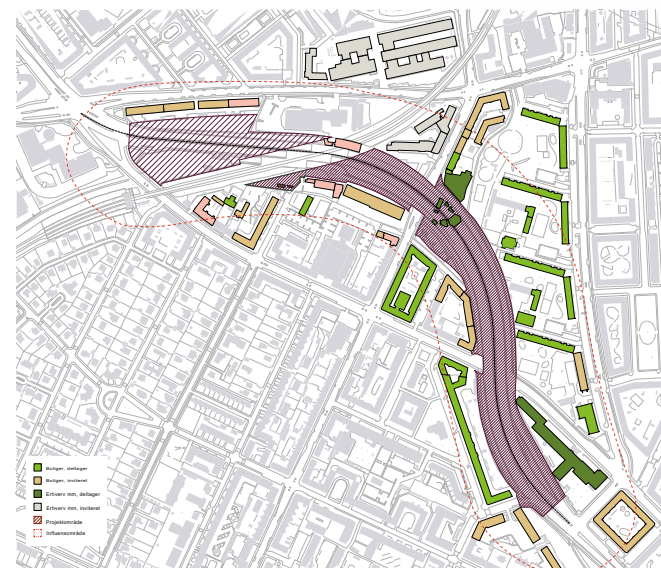 Boliger, deltager
Boliger, inviteret
Erhverv mm, deltager
Erhverv mm, inviteret
Projektområde
Influensområde